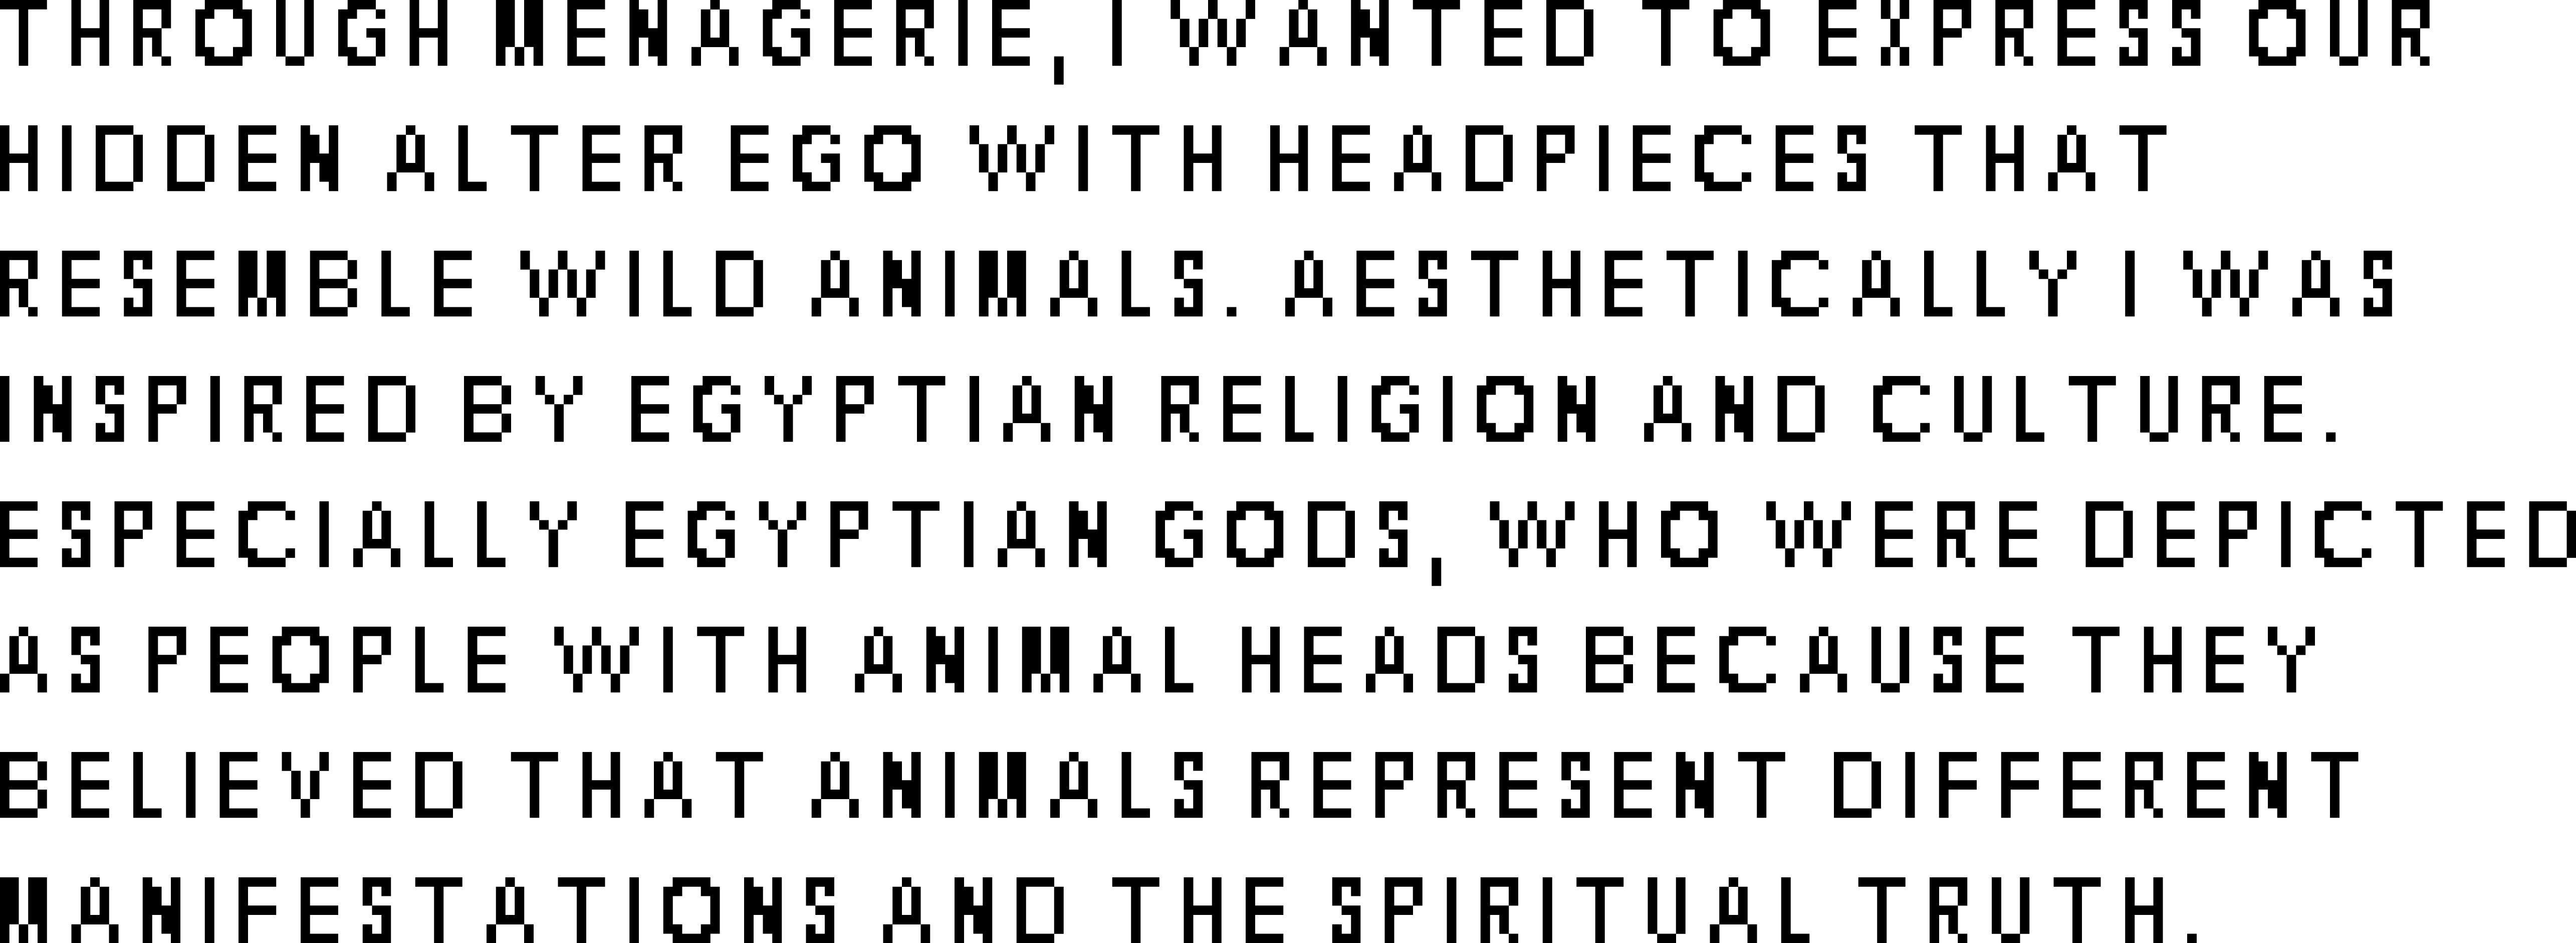 THROUGH MENAGERIE, I WANTED TO EXPRESS OUR
HIDDEN ALTER EGO WITH HEADPIECES THAT
RESEMBLE WILD ANIMALS. AESTHETICALLY I WAS
INSPIRED BY EGYPTIAN RELIGION AND CULTURE.
ESPECIALLY EGYPTIAN GODS, WHO WERE DEPICTED
AS PEOPLE WITH ANIMAL HEADS BECAUSE THEY
BELIEVED THAT ANIMALS REPRESENT DIFFERENT
MANIFESTATIONS AND THE SPIRITUAL TRUTH.